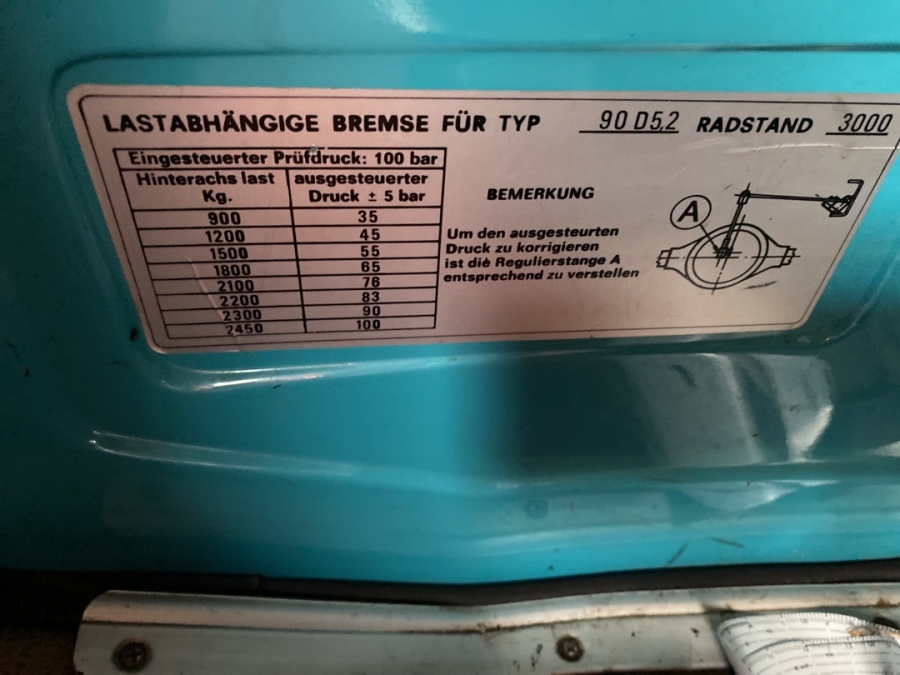 LASTABHÄNGIGE BREMSE FÜR TYP 90 D5,2 RADSTAND 3000
Eingesteuerter Prüfdruck: 100 bar
Hinterachs last Kg. ausgesteuerter Druck ± 5 bar
900 35
1200 45
1500 55
1800 65
2100 76
2200 83
2300 90
2450 100
BEMERKUNG
Um den ausgesteurten
Druck zu korrigieren
ist die Regulierstange A
entsprechend zu verstellen
A